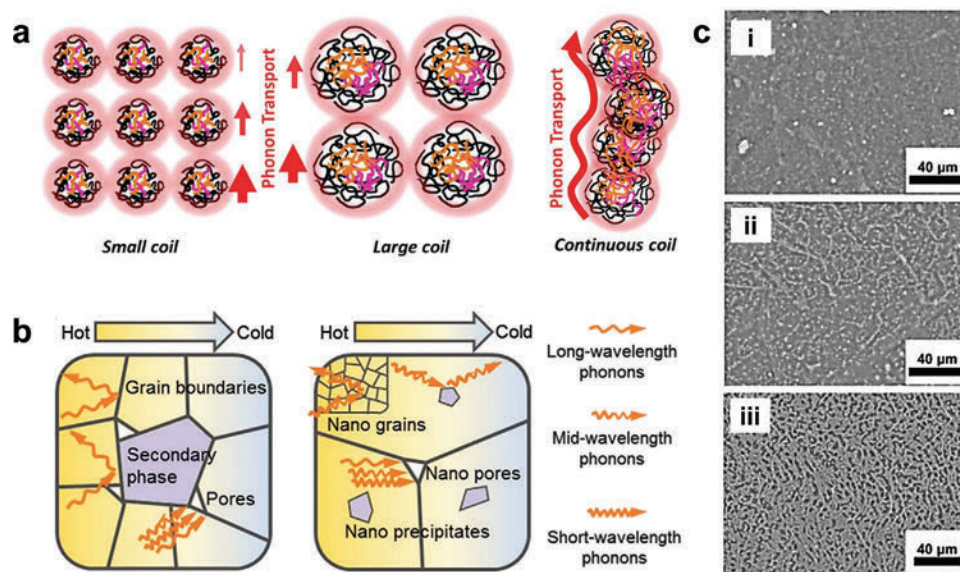 a
Phonon Transport
Phonon Transport
Small coil
Large coil
Continuous coil
b
Hot
Cold
Grain boundaries
Secondary
phase
Pores
Hot
Cold
Nano grains
Nano pores
Nano precipitates
Long-wavelength
phonons
Mid-wavelength
phonons
Short-wavelength
phonons
c
i
40 μm
ii
40 μm
iii
40 μm